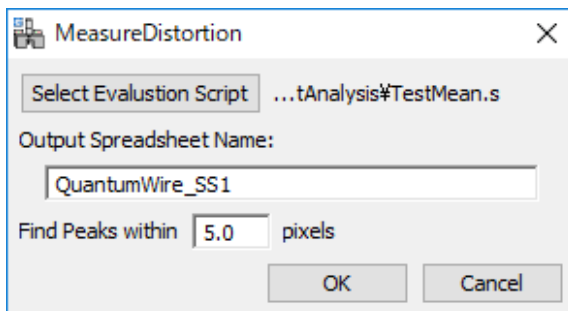 MeasureDistortion
Select Evalustion Script ...tAnalysis¥TestMean.s
Output Spreadsheet Name:
QuantumWire_SS1
Find Peaks within 5.0 pixels
OK Cancel